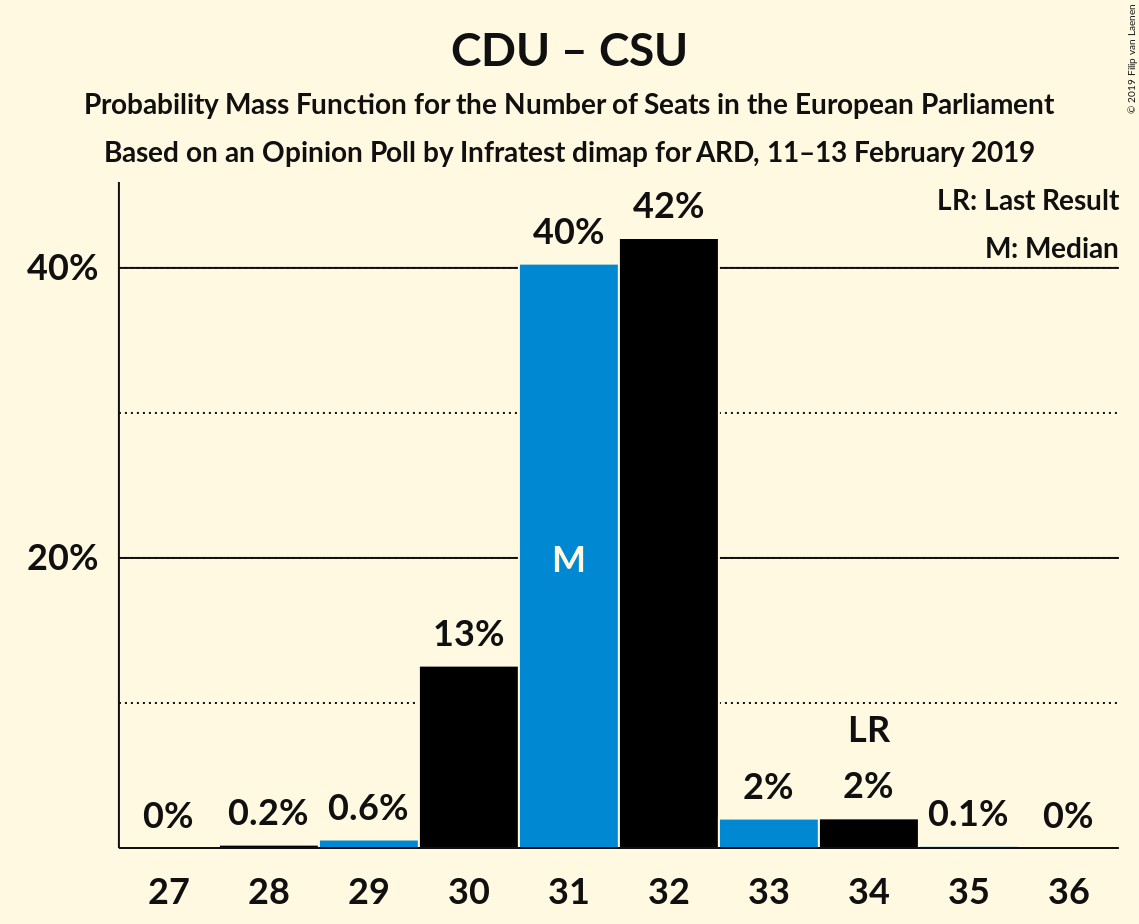 CDU – CSU
Probability Mass Function for the Number of Seats in the European Parliament
Based on an Opinion Poll by Infratest dimap for ARD, 11–13 February 2019
© 2019 Filip van Laenen
LR: Last Result
M: Median
40%
20%
0%
0.2%
0.6%
13%
40%
M
42%
2%
LR
2%
0.1%
0%
27 28 29 30 31 32 33 34 35 36